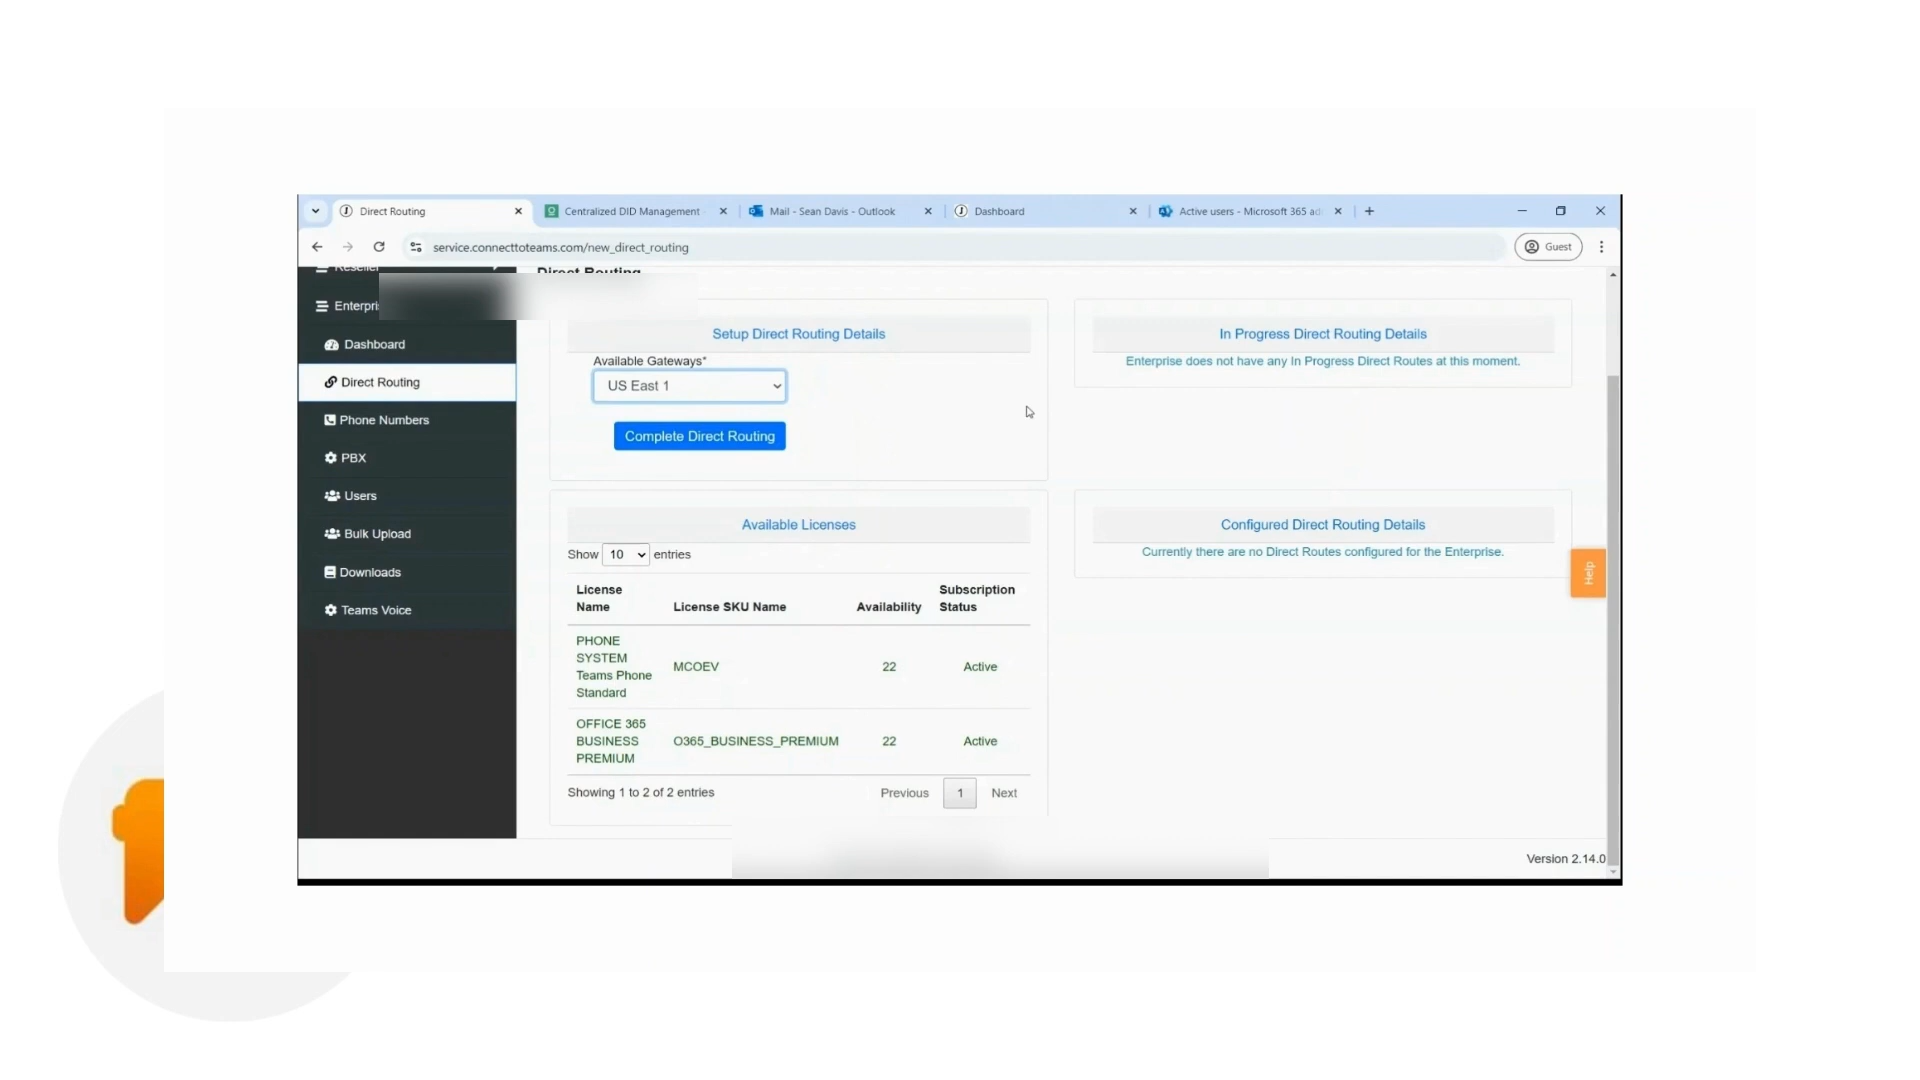 Direct Routing
Centralized DID Management
Mail - Sean Davis - Outlook
Dashboard
Active users - Microsoft 365 ad
service.connecttoteams.com/new_direct_routing
Guest
Reseller
Direct Routing
Enterpri
Dashboard
Direct Routing
Phone Numbers
PBX
Users
Bulk Upload
Downloads
Teams Voice
Setup Direct Routing Details
Available Gateways*
US East 1
Complete Direct Routing
In Progress Direct Routing Details
Enterprise does not have any In Progress Direct Routes at this moment.
Available Licenses
Show 10 entries
License Name License SKU Name Availability Subscription Status
PHONE SYSTEM Teams Phone Standard MCOEV 22 Active
OFFICE 365 BUSINESS PREMIUM O365_BUSINESS_PREMIUM 22 Active
Showing 1 to 2 of 2 entries
Previous 1 Next
Configured Direct Routing Details
Currently there are no Direct Routes configured for the Enterprise.
Help
Version 2.14.0